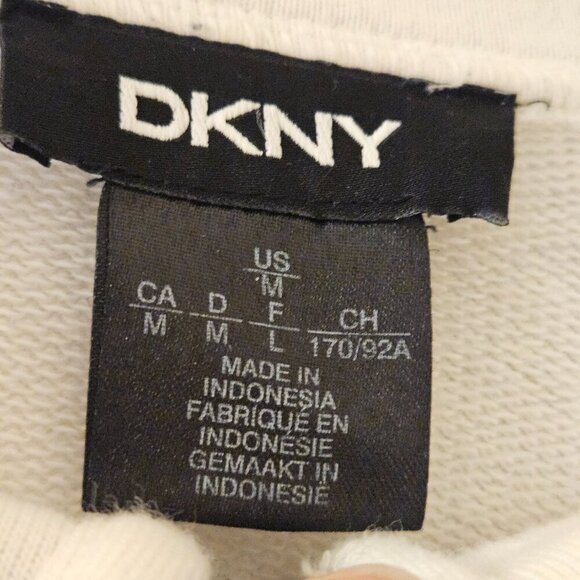 DKNY
US
M
CA D F CH
M M L 170/92A
MADE IN
INDONESIA
FABRIQUÉ EN
INDONÉSIE
GEMAAKT IN
INDONESIË